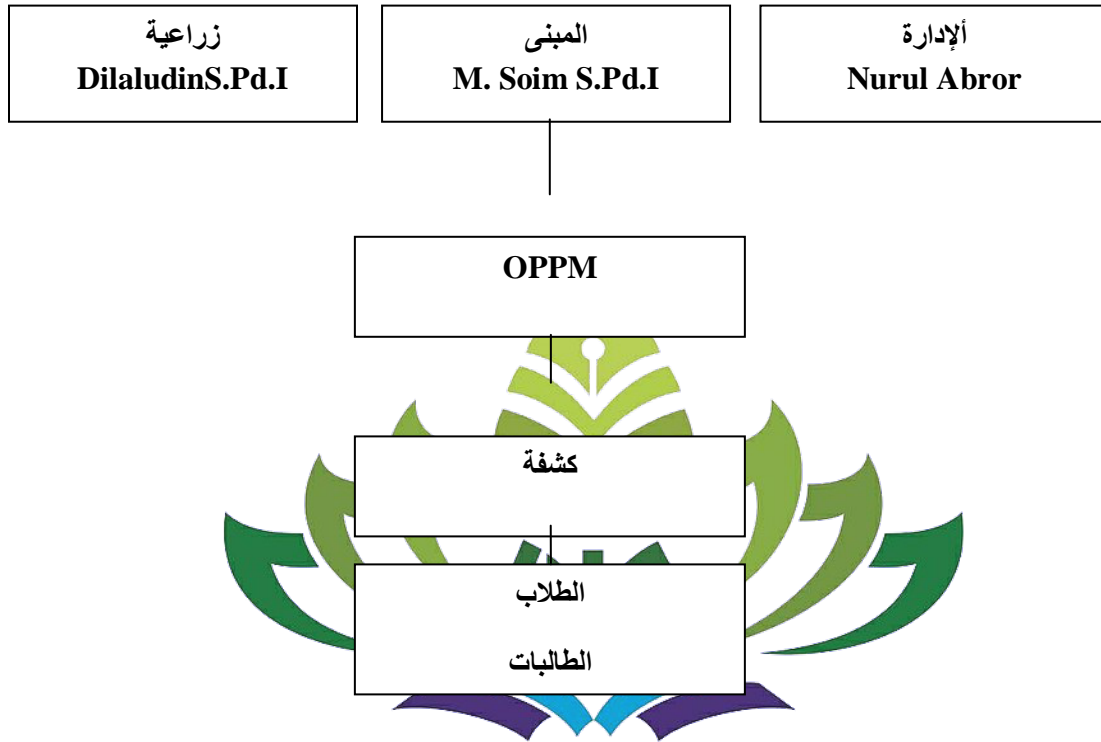 زراعية
DilaludinS.Pd.I
المبنى
M. Soim S.Pd.I
ألإدارة
Nurul Abror
OPPM
كشفة
الطلاب
الطالبات